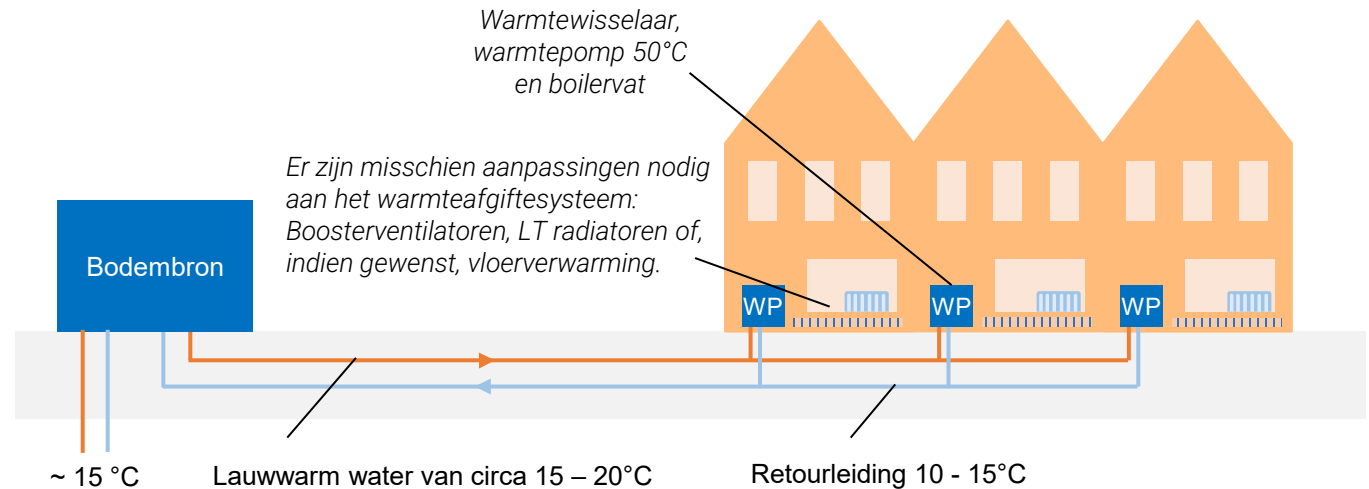 Warmtewisselaar,
warmtepomp 50°C
en boilervat
Er zijn misschien aanpassingen nodig
aan het warmteafgiftesysteem:
Boosterventilatoren, LT radiatoren of,
indien gewenst, vloerverwarming.
Bodembron
WP
WP
WP
~ 15 °C
Lauwwarm water van circa 15 – 20°C
Retourleiding 10 - 15°C